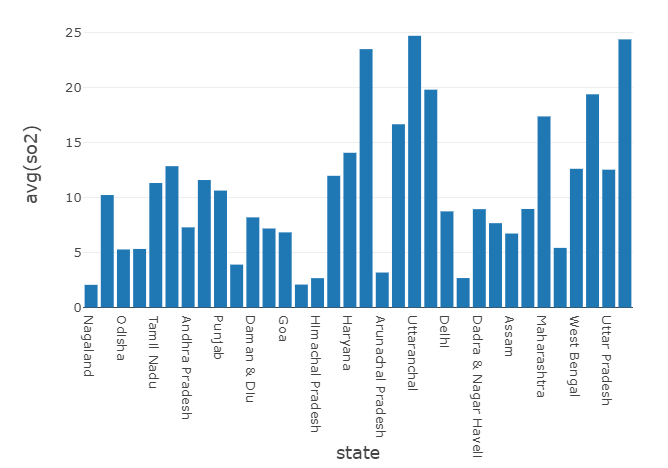 25
20
15
10
5
0
avg(so2)
Nagaland
Odisha
Tamil Nadu
Andhra Pradesh
Punjab
Daman & Diu
Goa
Himachal Pradesh
Haryana
Arunachal Pradesh
Uttaranchal
Delhi
Dadra & Nagar Haveli
Assam
Maharashtra
West Bengal
Uttar Pradesh
state